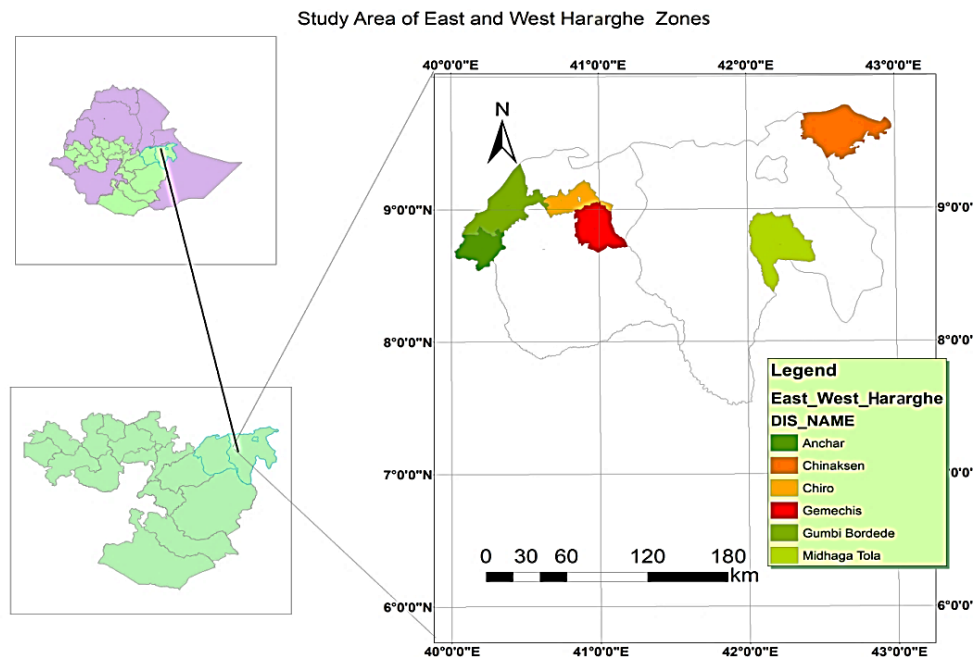 Study Area of East and West Hararghe Zones
40°0'0"E 41°0'0"E 42°0'0"E 43°0'0"E
N
9°0'0"N 9°0'0"
8°0'0"N 8°0'0"
7°0'0"N 7°0'0"
6°0'0"N 6°0'0"
Legend
East_West_Hararghe
DIS_NAME
Anchar
Chinaksen
Chiro
Gemechis
Gumbi Bordede
Midhaga Tola
0 30 60 120 180
km
40°0'0"E 41°0'0"E 42°0'0"E 43°0'0"E